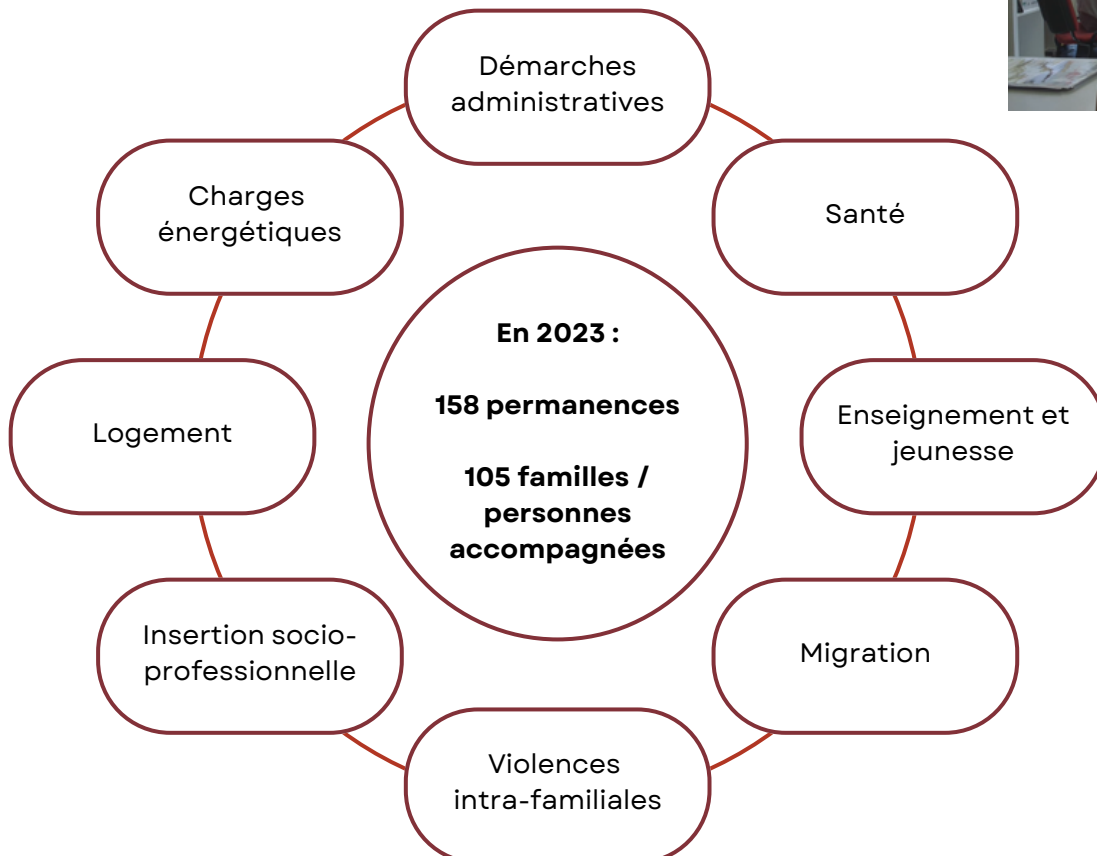 Démarches
administratives
Santé
Enseignement et
jeunesse
Migration
Violences
intra-familiales
Insertion socio-
professionnelle
Logement
Charges
énergétiques
En 2023 :
158 permanences
105 familles /
personnes
accompagnées